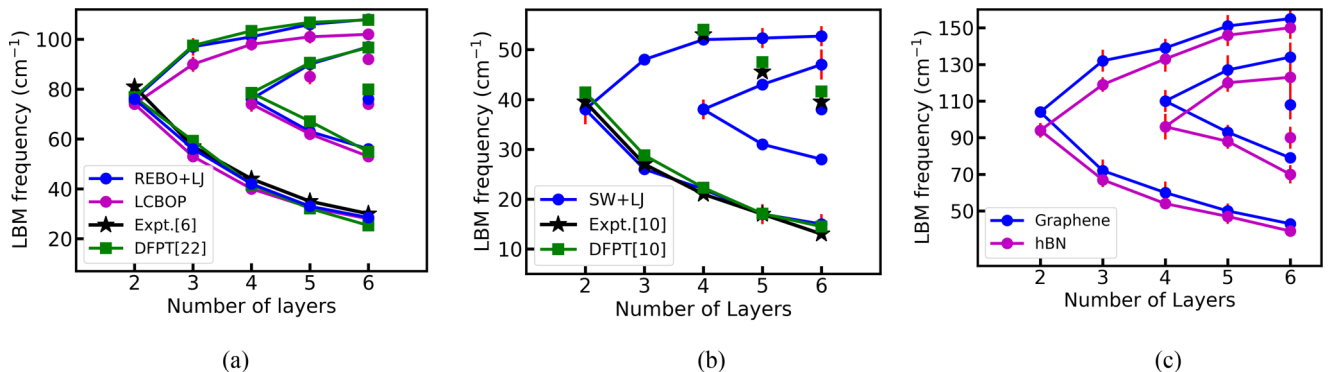 LBM frequency (cm⁻¹)
100
80
60
40
20
REBO+LJ
LCBOP
Expt.[6]
DFPT[22]
2 3 4 5 6
Number of layers
(a)
LBM frequency (cm⁻¹)
50
40
30
20
10
SW+LJ
Expt.[10]
DFPT[10]
2 3 4 5 6
Number of Layers
(b)
LBM frequency (cm⁻¹)
150
130
110
90
70
50
Graphene
hBN
2 3 4 5 6
Number of Layers
(c)